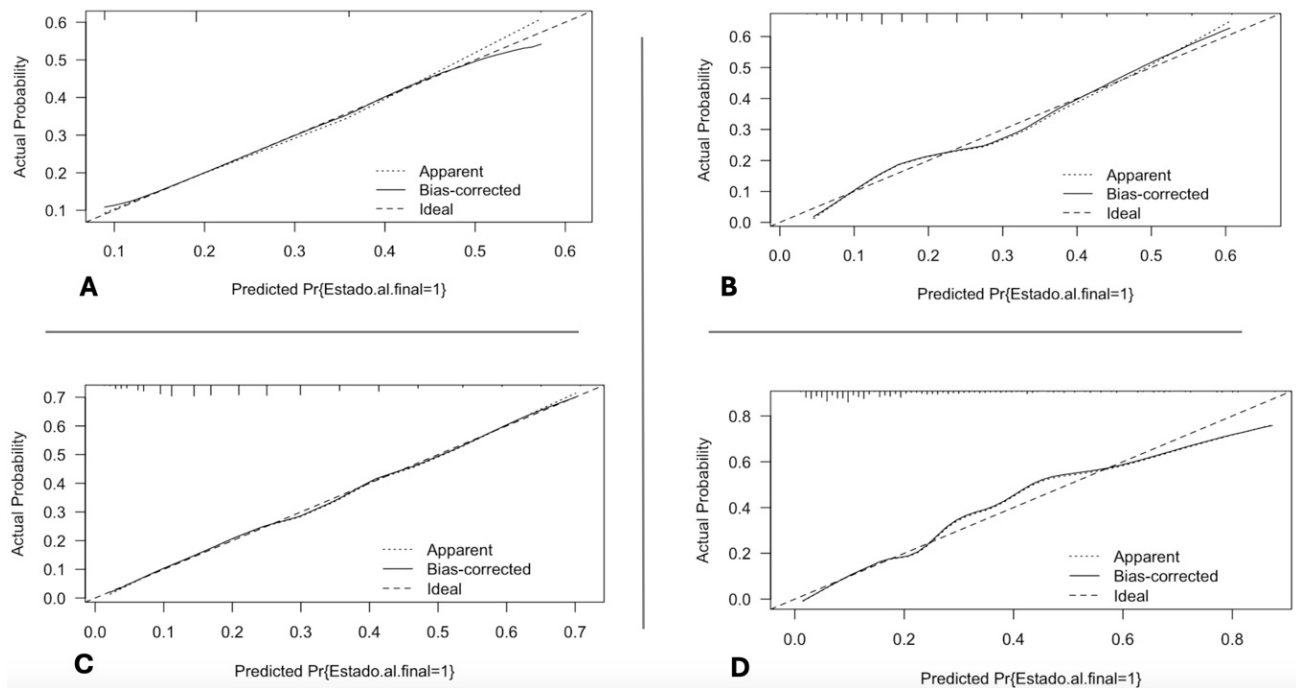 Actual Probability
0.6
0.5
0.4
0.3
0.2
0.1
Apparent
Bias-corrected
Ideal
0.1 0.2 0.3 0.4 0.5 0.6
A
Predicted Pr{Estado.al.final=1}
Actual Probability
0.6
0.5
0.4
0.3
0.2
0.1
0.0
Apparent
Bias-corrected
Ideal
0.0 0.1 0.2 0.3 0.4 0.5 0.6
B
Predicted Pr{Estado.al.final=1}
Actual Probability
0.7
0.6
0.5
0.4
0.3
0.2
0.1
0.0
Apparent
Bias-corrected
Ideal
0.0 0.1 0.2 0.3 0.4 0.5 0.6 0.7
C
Predicted Pr{Estado.al.final=1}
Actual Probability
0.8
0.6
0.4
0.2
0.0
Apparent
Bias-corrected
Ideal
0.0 0.2 0.4 0.6 0.8
D
Predicted Pr{Estado.al.final=1}